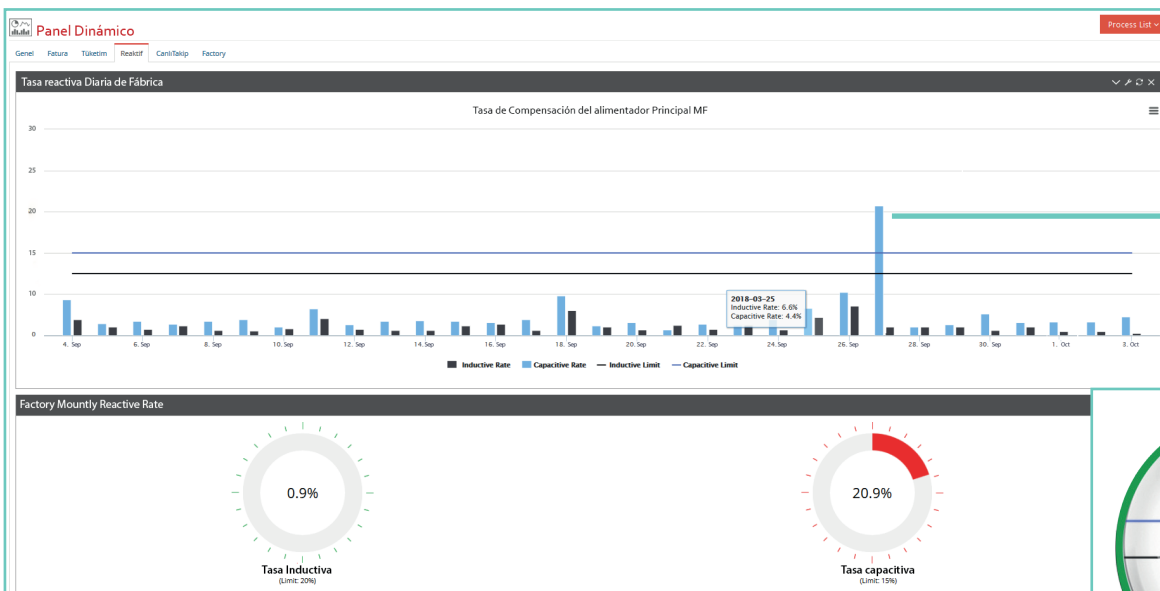 Panel Dinámico
Process List
Genel Fatura Tüketim Reaktif CanlıTakip Factory
Tasa reactiva Diaria de Fábrica
Tasa de Compensación del alimentador Principal MF
30
25
20
15
10
0
2018-03-25
Inductive Rate: 6.6%
Capacitive Rate: 4.4%
4. Sep 6. Sep 8. Sep 10. Sep 12. Sep 14. Sep 16. Sep 18. Sep 20. Sep 22. Sep 24. Sep 26. Sep 28. Sep 30. Sep 1. Oct 3. Oct
Inductive Rate Capacitive Rate Inductive Limit Capacitive Limit
Factory Mountly Reactive Rate
0.9% 20.9%
Tasa Inductiva Tasa capacitiva
(Limit: 20%) (Limit: 15%)